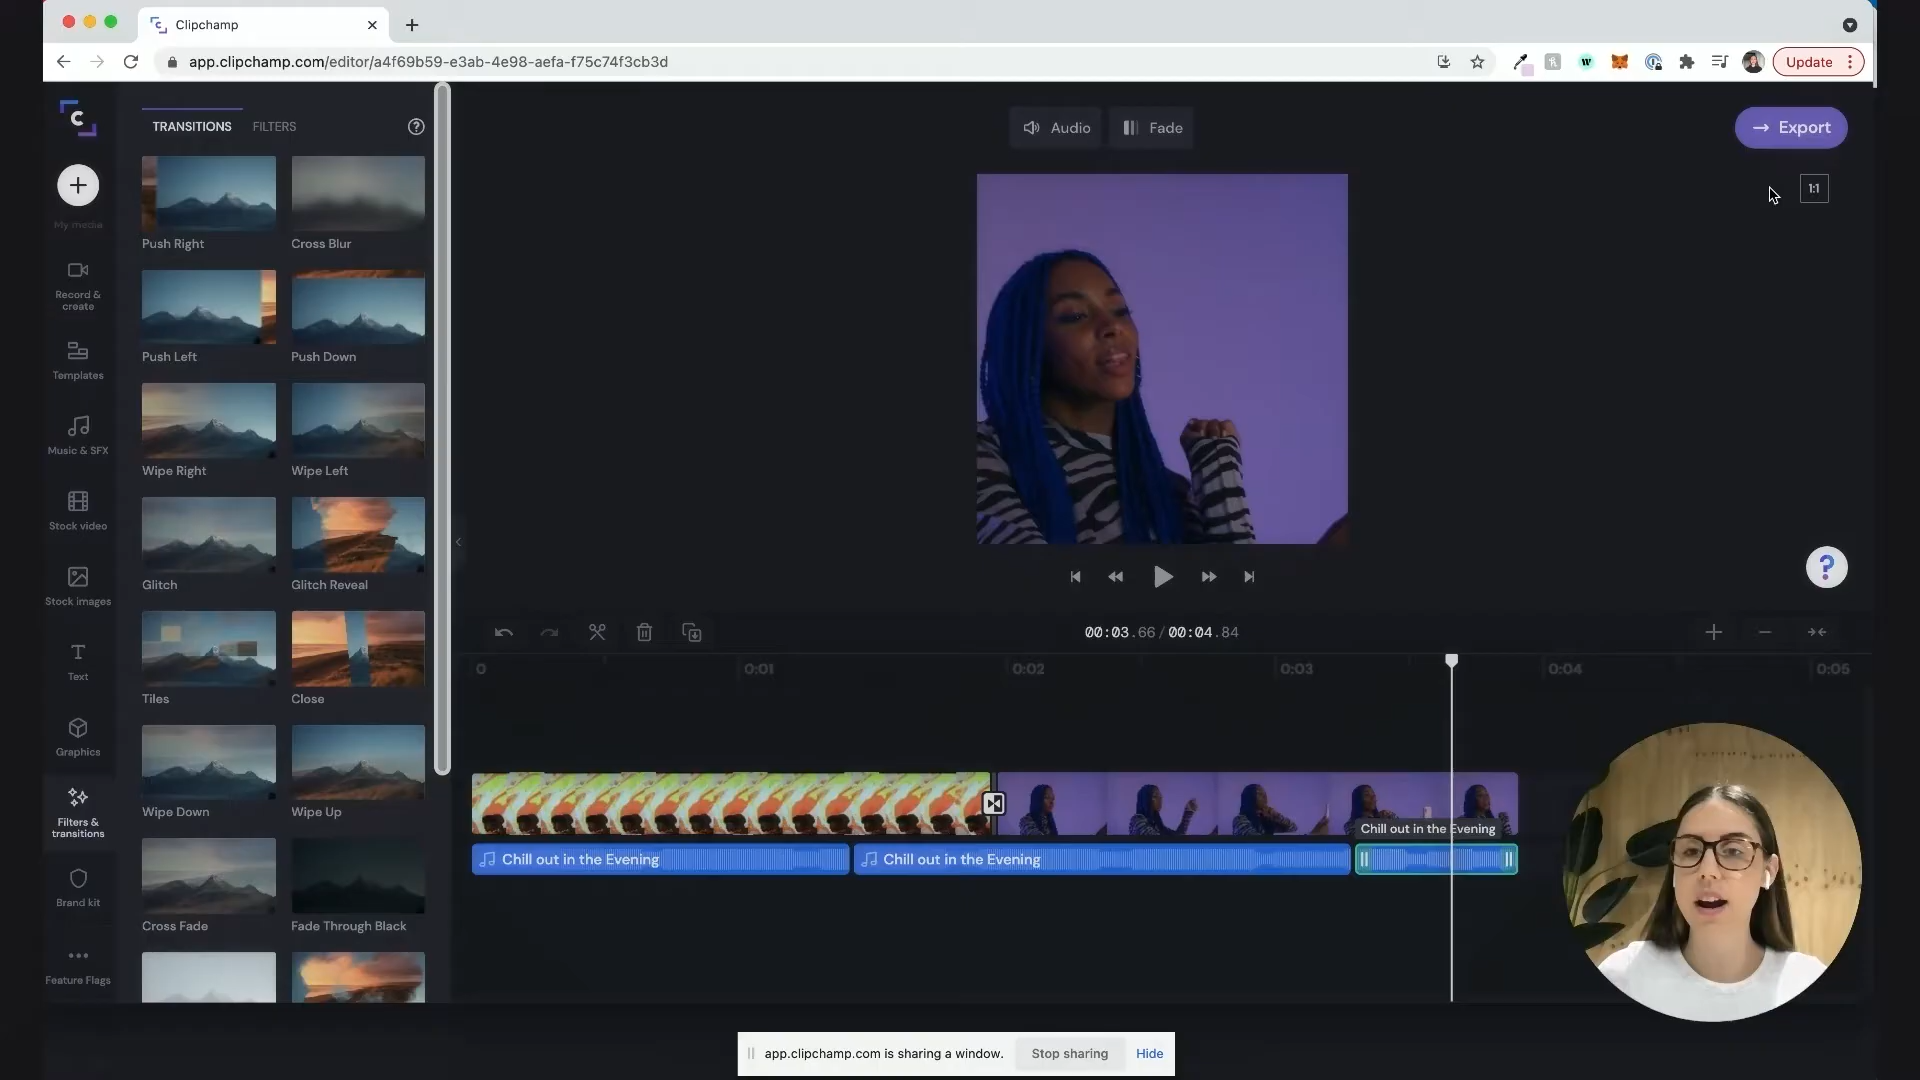 Clipchamp
app.clipchamp.com/editor/a4f69b59-e3ab-4e98-aefa-f75c74f3cb3d
Update
My media
Record & create
Templates
Music & SFX
Stock video
Stock images
Text
Graphics
Filters & transitions
Brand kit
Feature Flags
TRANSITIONS FILTERS
Push Right Cross Blur
Push Left Push Down
Wipe Right Wipe Left
Glitch Glitch Reveal
Tiles Close
Wipe Down Wipe Up
Cross Fade Fade Through Black
Audio Fade
Export
1:1
00:03.66/00:04.84
0 0:01 0:02 0:03 0:04 0:05
Chill out in the Evening
Chill out in the Evening Chill out in the Evening
app.clipchamp.com is sharing a window. Stop sharing Hide